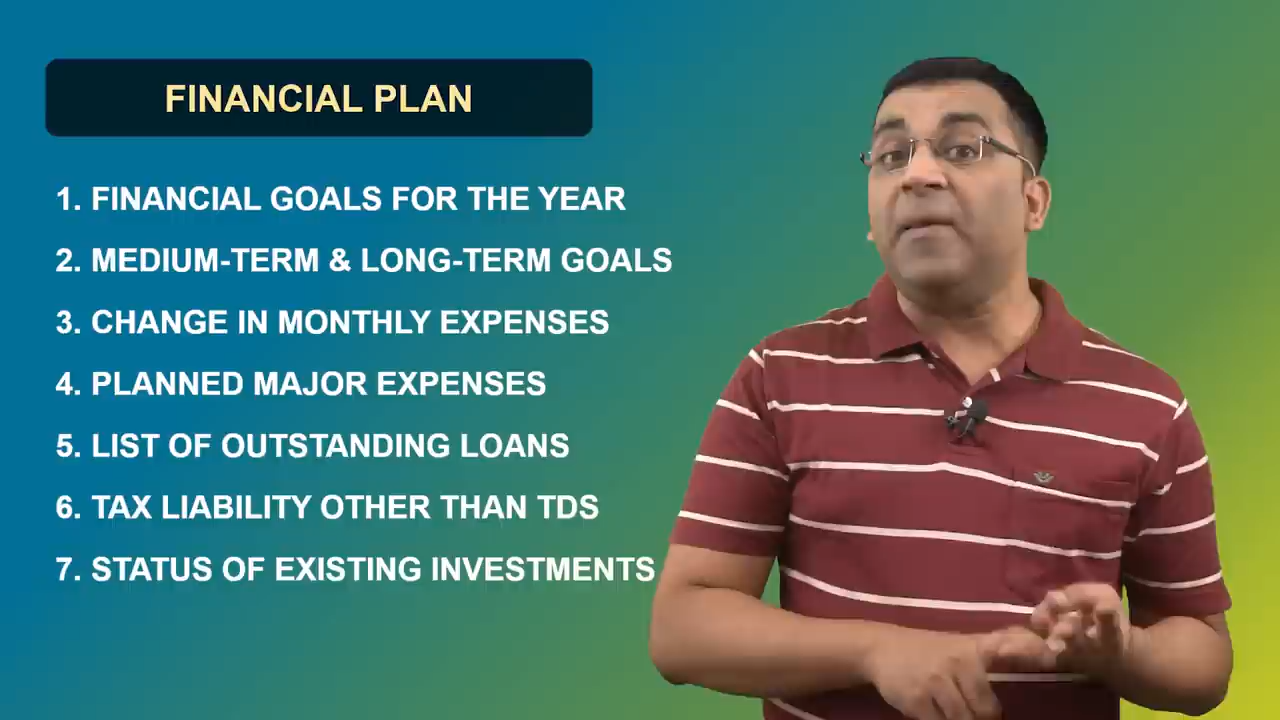 FINANCIAL PLAN
1. FINANCIAL GOALS FOR THE YEAR
2. MEDIUM-TERM & LONG-TERM GOALS
3. CHANGE IN MONTHLY EXPENSES
4. PLANNED MAJOR EXPENSES
5. LIST OF OUTSTANDING LOANS
6. TAX LIABILITY OTHER THAN TDS
7. STATUS OF EXISTING INVESTMENTS